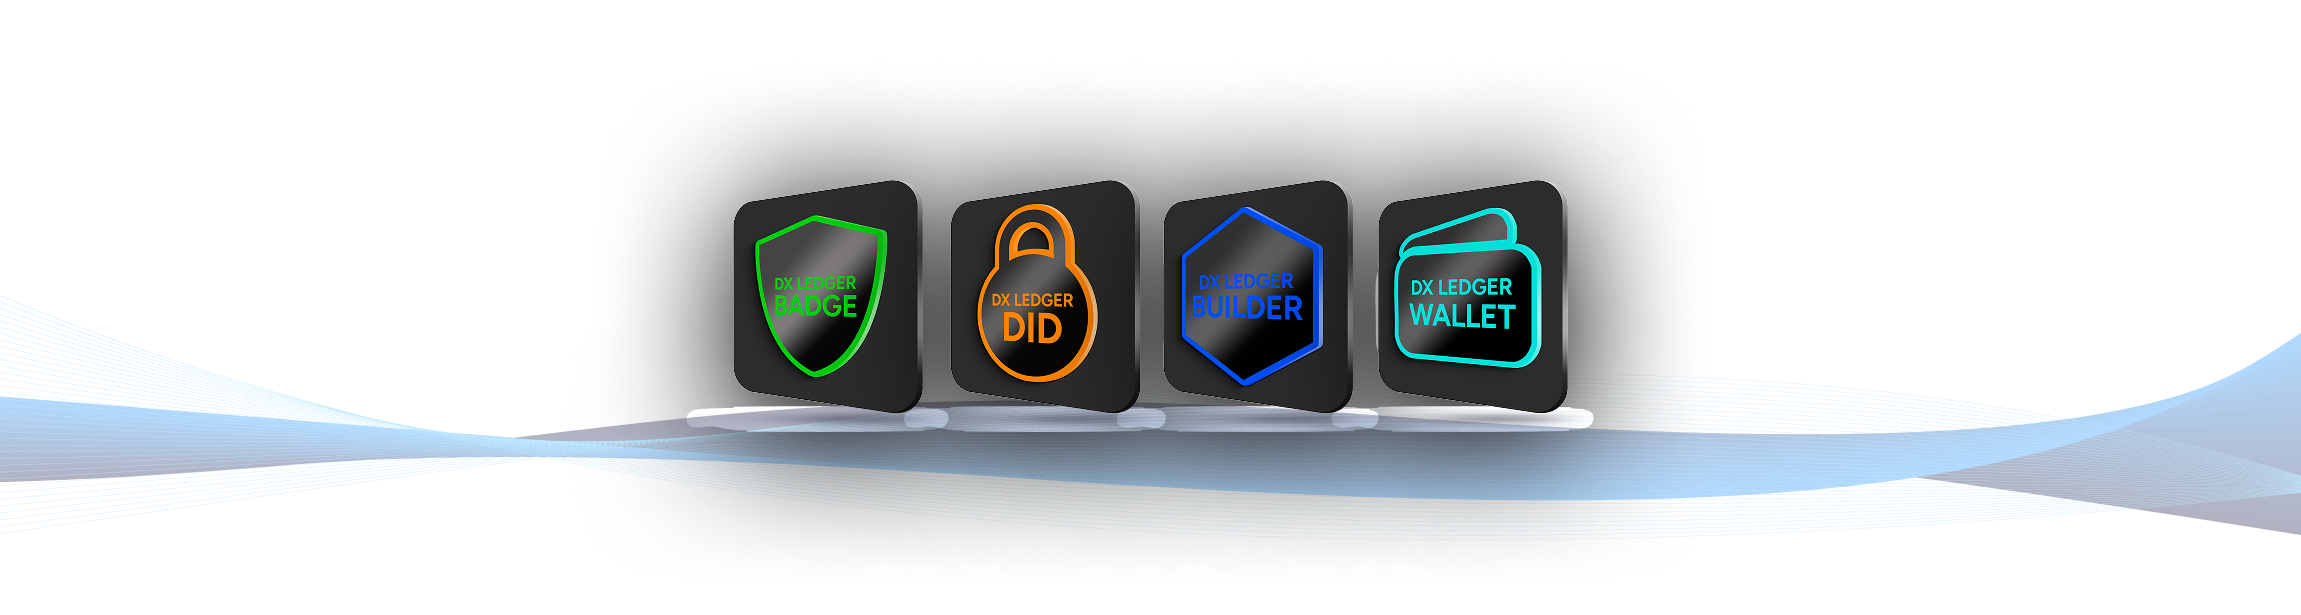 DX LEDGER
BADGE
DX LEDGER
DID
DX LEDGER
BUILDER
DX LEDGER
WALLET